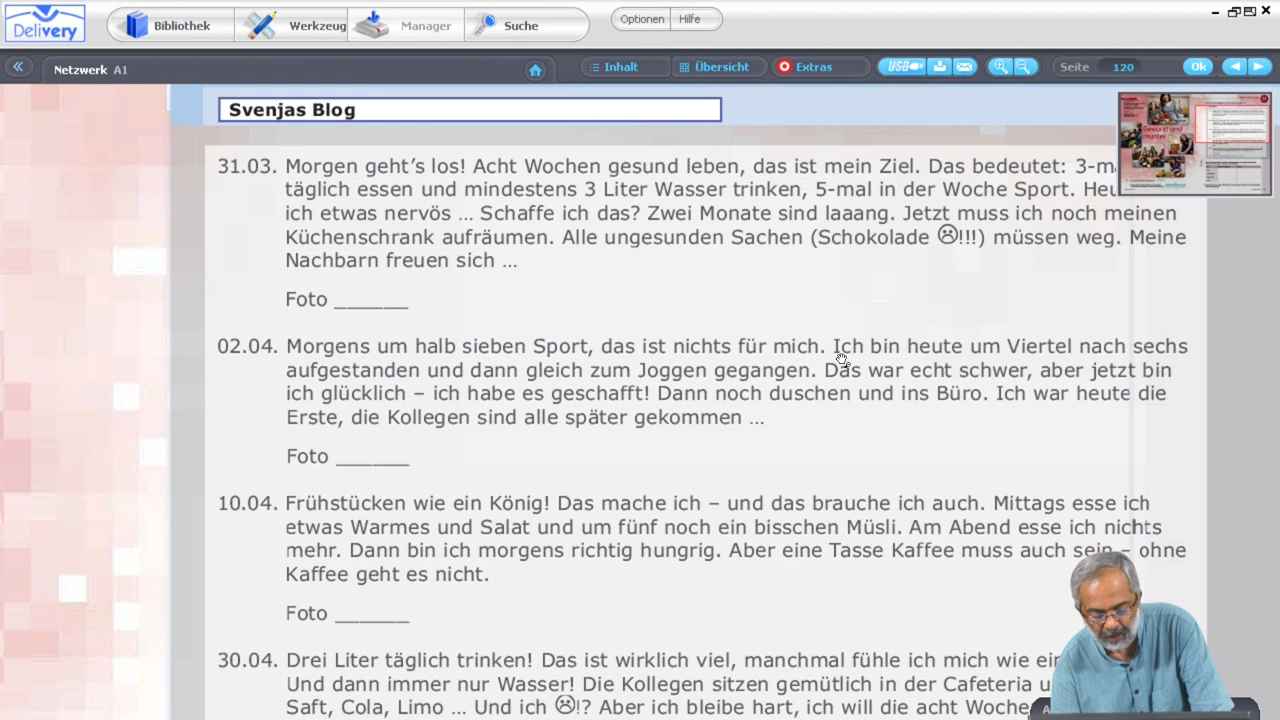 Delivery
Bibliothek
Werkzeug
Manager
Suche
Optionen
Hilfe
Netzwerk A1
Inhalt
Übersicht
Extras
USB
Seite 120
Ok
Svenjas Blog
Gesund und
munter
31.03. Morgen geht’s los! Acht Wochen gesund leben, das ist mein Ziel. Das bedeutet: 3-m
täglich essen und mindestens 3 Liter Wasser trinken, 5-mal in der Woche Sport.
ich etwas nervös ... Schaffe ich das? Zwei Monate sind laaang. Jetzt muss ich noch meinen
Küchenschrank aufräumen. Alle ungesunden Sachen (Schokolade ☹!!!) müssen weg. Meine
Nachbarn freuen sich ...
Foto ______
02.04. Morgens um halb sieben Sport, das ist nichts für mich. Ich bin heute um Viertel nach sechs
aufgestanden und dann gleich zum Joggen gegangen. Das war echt schwer, aber jetzt bin
ich glücklich – ich habe es geschafft! Dann noch duschen und ins Büro. Ich war heute die
Erste, die Kollegen sind alle später gekommen ...
Foto ______
10.04. Frühstücken wie ein König! Das mache ich – und das brauche ich auch. Mittags esse ich
etwas Warmes und Salat und um fünf noch ein bisschen Müsli. Am Abend esse ich nichts
mehr. Dann bin ich morgens richtig hungrig. Aber eine Tasse Kaffee muss auch sein – ohne
Kaffee geht es nicht.
Foto ______
30.04. Drei Liter täglich trinken! Das ist wirklich viel, manchmal fühle ich mich wie
Und dann immer nur Wasser! Die Kollegen sitzen gemütlich in der Cafeteria
Saft, Cola, Limo ... Und ich ☹!? Aber ich bleibe hart, ich will die acht Woche